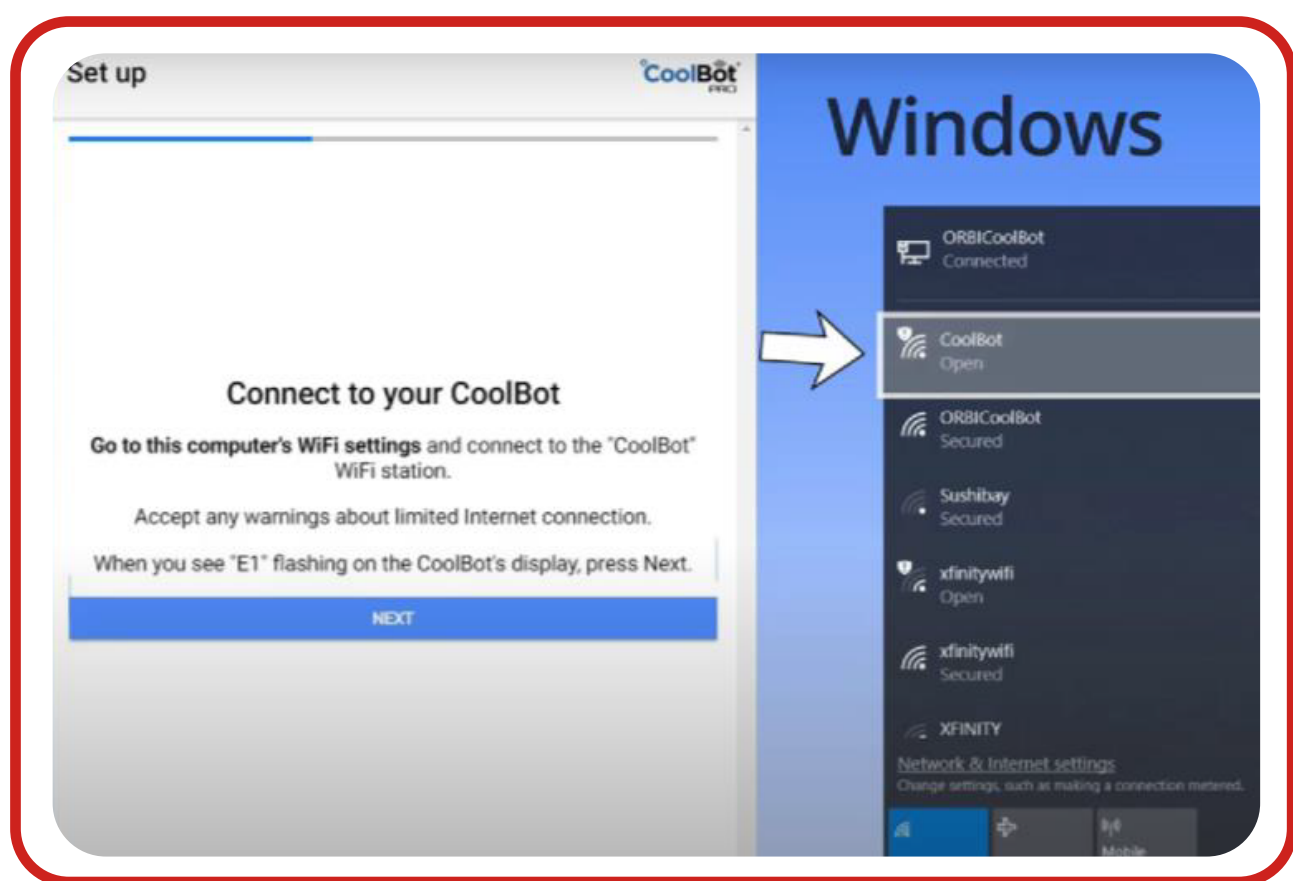 Set up
CoolBot
PRO
Connect to your CoolBot
Go to this computer's WiFi settings and connect to the "CoolBot"
WiFi station.
Accept any warnings about limited Internet connection.
When you see "E1" flashing on the CoolBot's display, press Next.
NEXT
Windows
ORBICoolBot
Connected
CoolBot
Open
ORBICoolBot
Secured
Sushibay
Secured
xfinitywifi
Open
xfinitywifi
Secured
XFINITY
Network & Internet settings
Change settings, such as making a connection metered.
Mobile